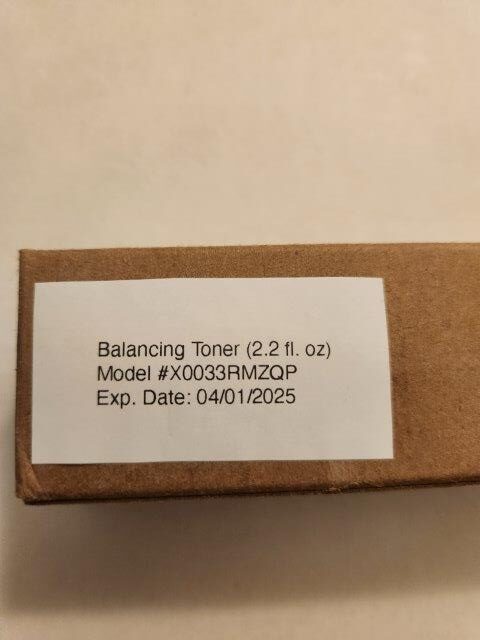 Balancing Toner (2.2 fl. oz)
Model #X0033RMZQP
Exp. Date: 04/01/2025